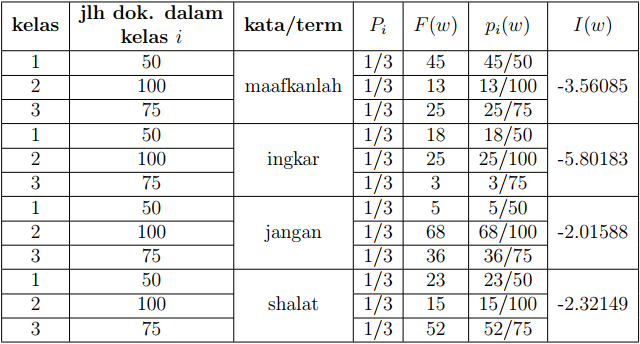 kelas jlh dok. dalam kelas i kata/term P_i F(w) p_i(w) I(w)
1 50 1/3 45 45/50
2 100 maafkanlah 1/3 13 13/100 -3.56085
3 75 1/3 25 25/75
1 50 1/3 18 18/50
2 100 ingkar 1/3 25 25/100 -5.80183
3 75 1/3 3 3/75
1 50 1/3 5 5/50
2 100 jangan 1/3 68 68/100 -2.01588
3 75 1/3 36 36/75
1 50 1/3 23 23/50
2 100 shalat 1/3 15 15/100 -2.32149
3 75 1/3 52 52/75